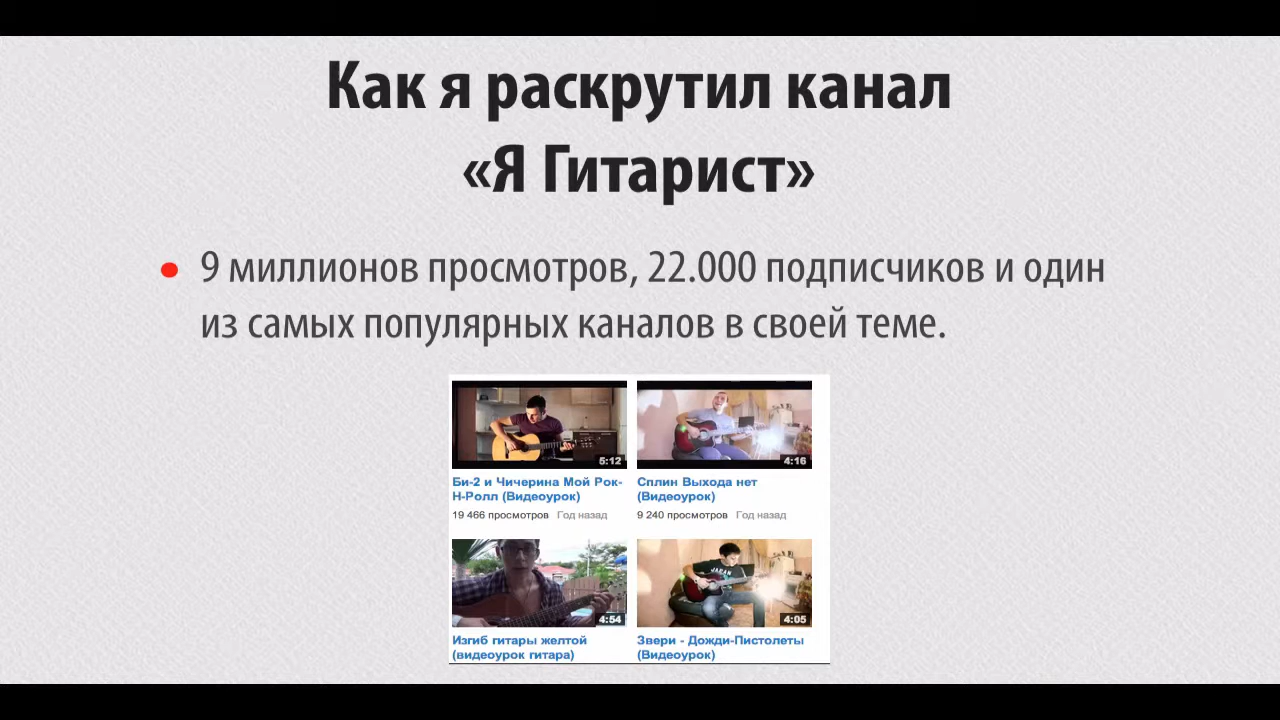 Как я раскрутил канал
«Я Гитарист»
9 миллионов просмотров, 22.000 подписчиков и один
из самых популярных каналов в своей теме.
5:12
4:16
Би-2 и Чичерина Мой Рок-
Н-Ролл (Видеоурок)
19 466 просмотров Год назад
Сплин Выхода нет
(Видеоурок)
9 240 просмотров Год назад
4:54
4:05
Изгиб гитары желтой
(видеоурок гитара)
Звери - Дожди-Пистолеты
(Видеоурок)